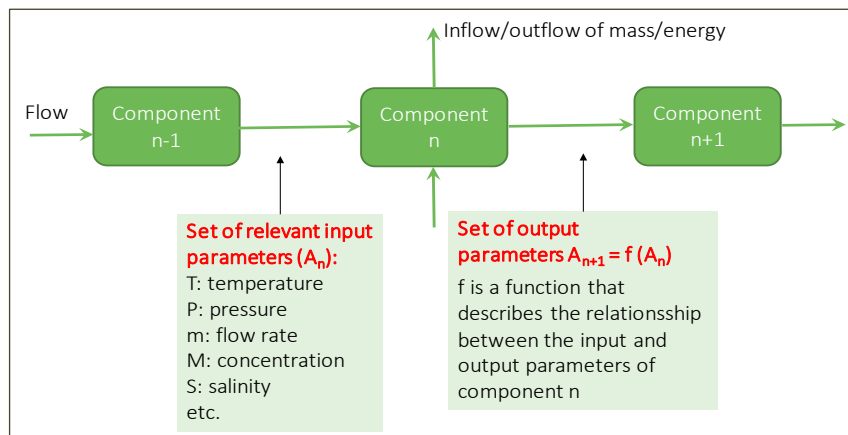 Inflow/outflow of mass/energy
Flow
Component
n-1
Component
n
Component
n+1
Set of relevant input
parameters (Aₙ):
T: temperature
P: pressure
m: flow rate
M: concentration
S: salinity
etc.
Set of output
parameters Aₙ₊₁ = f (Aₙ)
f is a function that
describes the relationsship
between the input and
output parameters of
component n